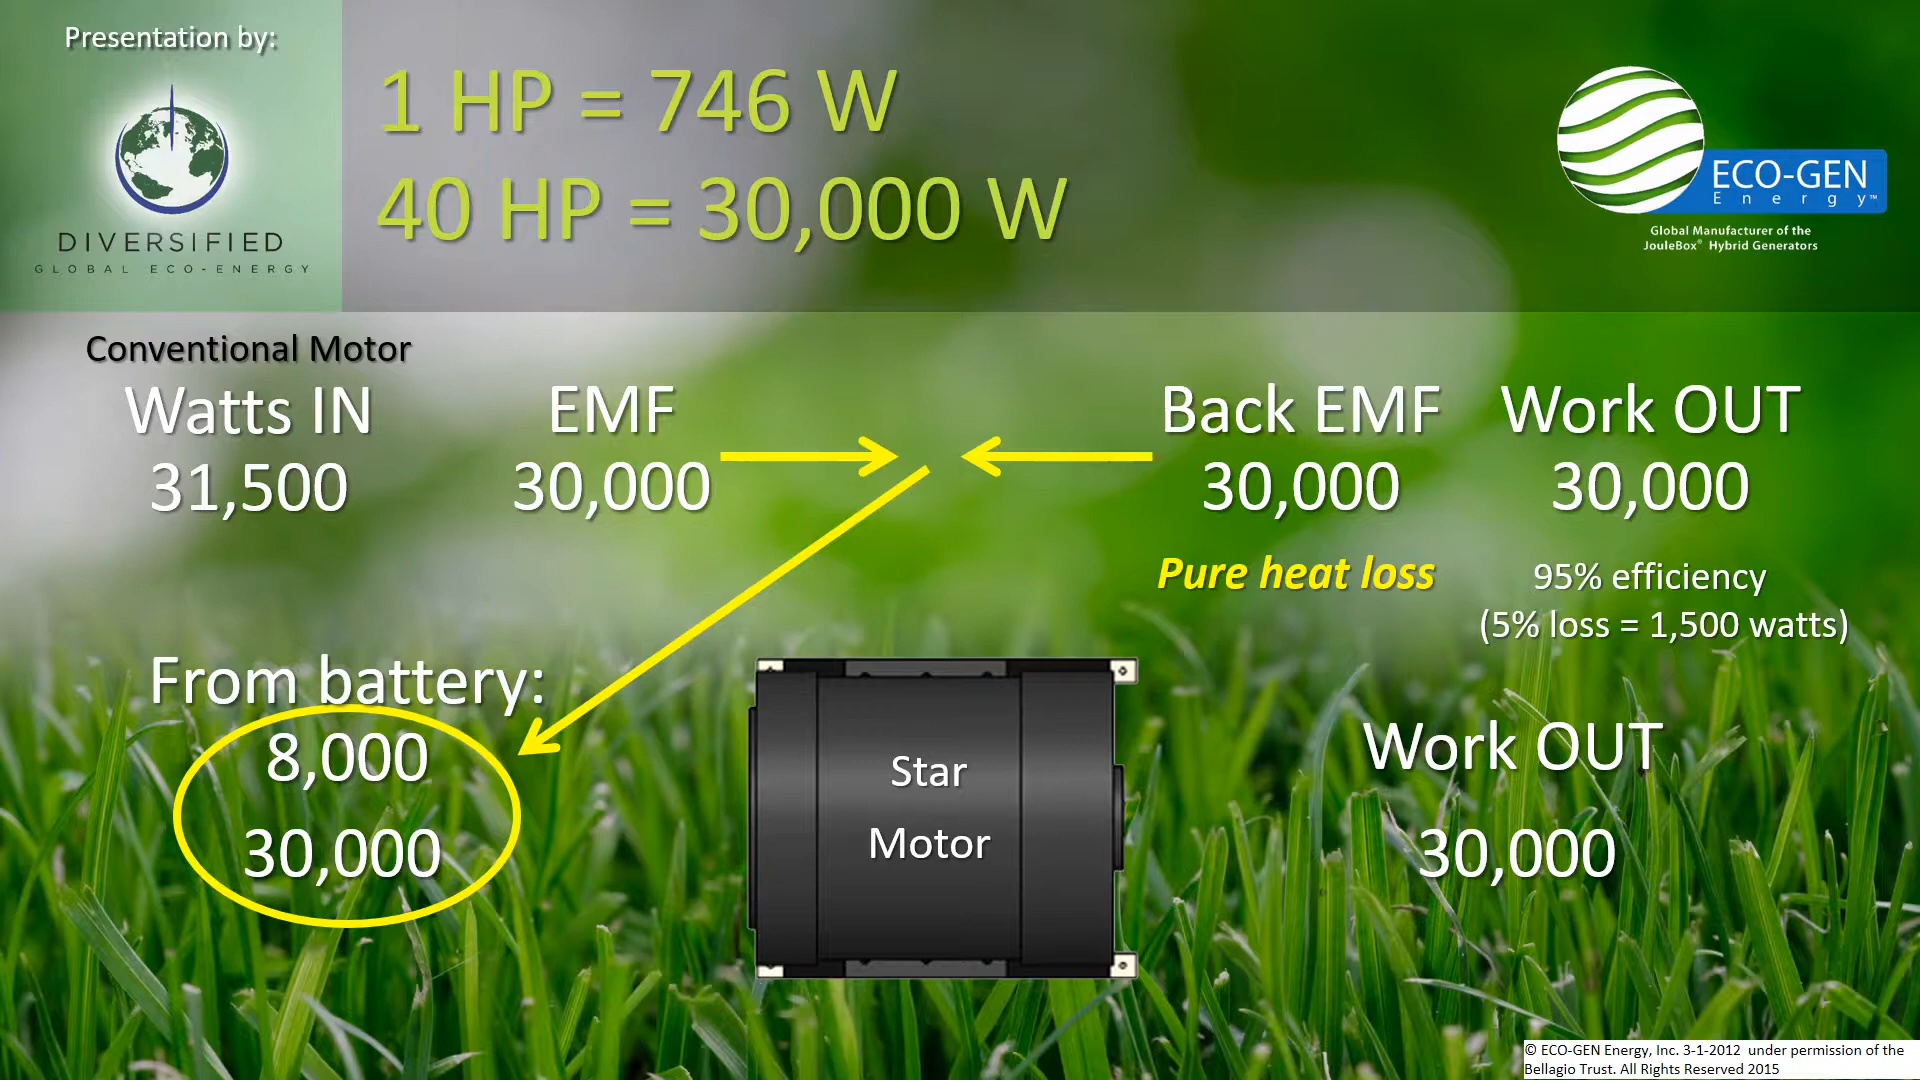 Presentation by:
DIVERSIFIED
GLOBAL ECO-ENERGY
1 HP = 746 W
40 HP = 30,000 W
ECO-GEN
Energy™
Global Manufacturer of the
JouleBox® Hybrid Generators
Conventional Motor
Watts IN
31,500
EMF
30,000
Back EMF
30,000
Pure heat loss
Work OUT
30,000
95% efficiency
(5% loss = 1,500 watts)
From battery:
8,000
30,000
Star
Motor
Work OUT
30,000
© ECO-GEN Energy, Inc. 3-1-2012 under permission of the
Bellagio Trust. All Rights Reserved 2015